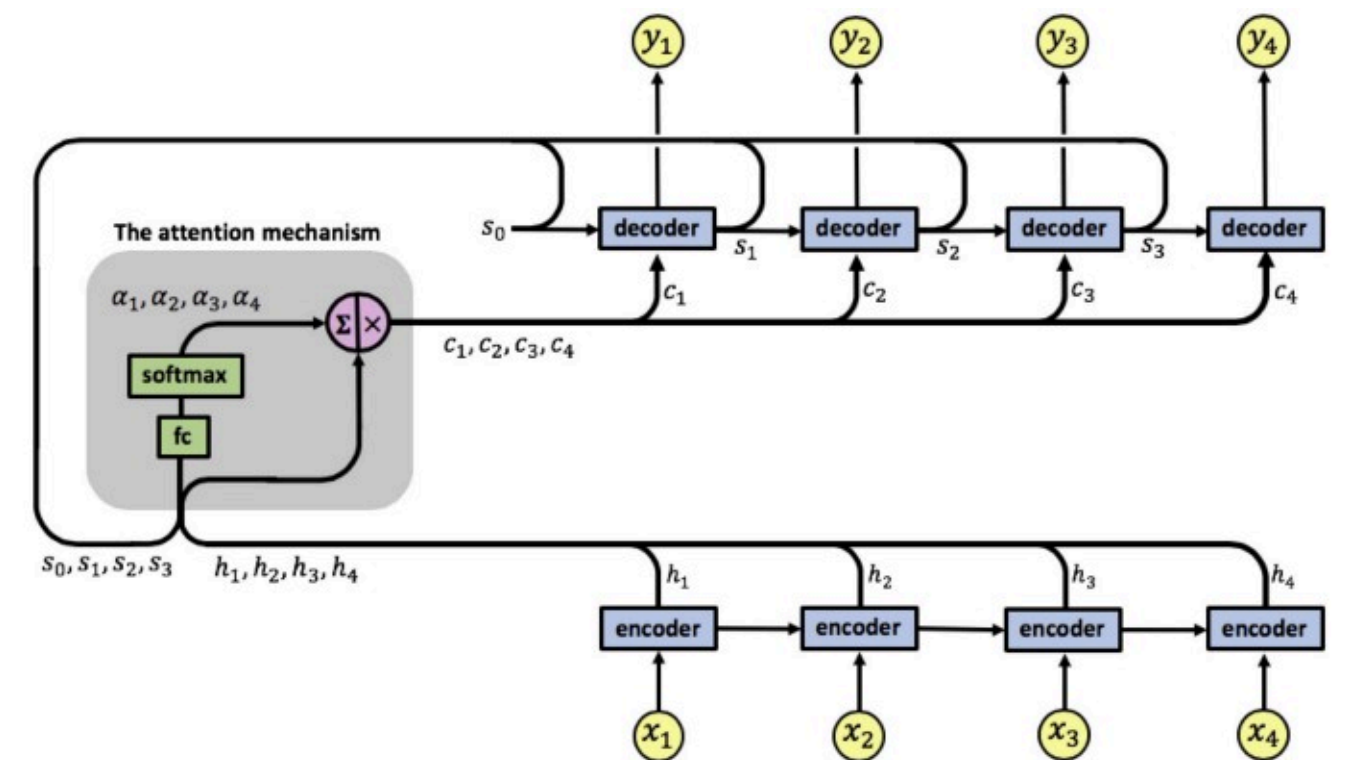 y₁ y₂ y₃ y₄
s₀ decoder s₁ decoder s₂ decoder s₃ decoder
The attention mechanism
α₁, α₂, α₃, α₄
c₁ c₂ c₃ c₄
Σ ×
c₁, c₂, c₃, c₄
softmax
fc
s₀, s₁, s₂, s₃ h₁, h₂, h₃, h₄
h₁ h₂ h₃ h₄
encoder encoder encoder encoder
x₁ x₂ x₃ x₄